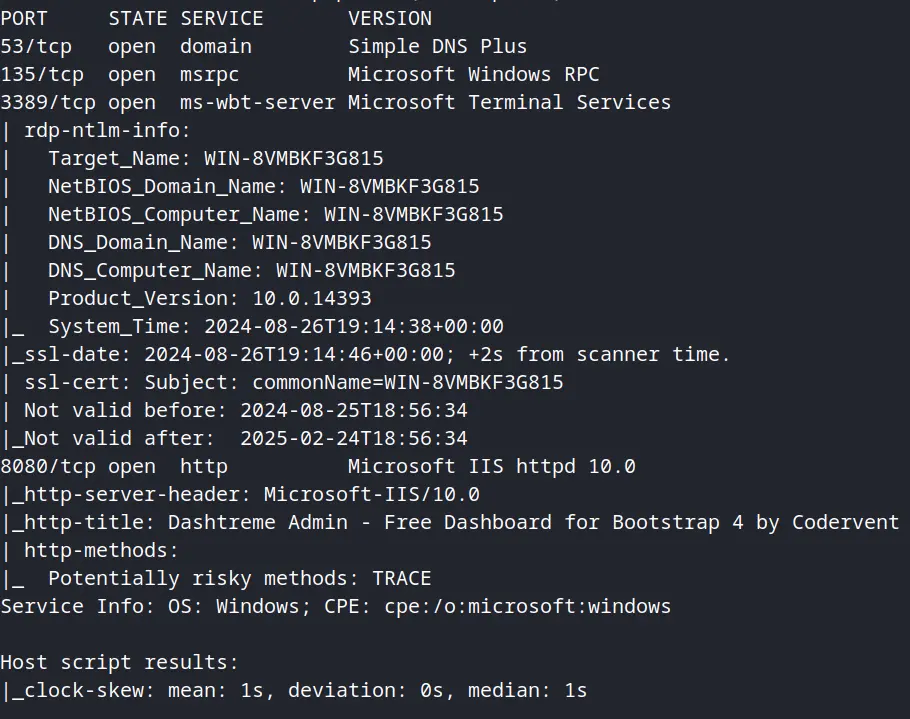 PORT     STATE SERVICE       VERSION
53/tcp   open  domain        Simple DNS Plus
135/tcp  open  msrpc         Microsoft Windows RPC
3389/tcp open  ms-wbt-server Microsoft Terminal Services
| rdp-ntlm-info:
|   Target_Name: WIN-8VMBKF3G815
|   NetBIOS_Domain_Name: WIN-8VMBKF3G815
|   NetBIOS_Computer_Name: WIN-8VMBKF3G815
|   DNS_Domain_Name: WIN-8VMBKF3G815
|   DNS_Computer_Name: WIN-8VMBKF3G815
|   Product_Version: 10.0.14393
|_  System_Time: 2024-08-26T19:14:38+00:00
|_ssl-date: 2024-08-26T19:14:46+00:00; +2s from scanner time.
| ssl-cert: Subject: commonName=WIN-8VMBKF3G815
| Not valid before: 2024-08-25T18:56:34
|_Not valid after:  2025-02-24T18:56:34
8080/tcp open  http          Microsoft IIS httpd 10.0
|_http-server-header: Microsoft-IIS/10.0
|_http-title: Dashtreme Admin - Free Dashboard for Bootstrap 4 by Codervent
| http-methods:
|_  Potentially risky methods: TRACE
Service Info: OS: Windows; CPE: cpe:/o:microsoft:windows

Host script results:
|_clock-skew: mean: 1s, deviation: 0s, median: 1s